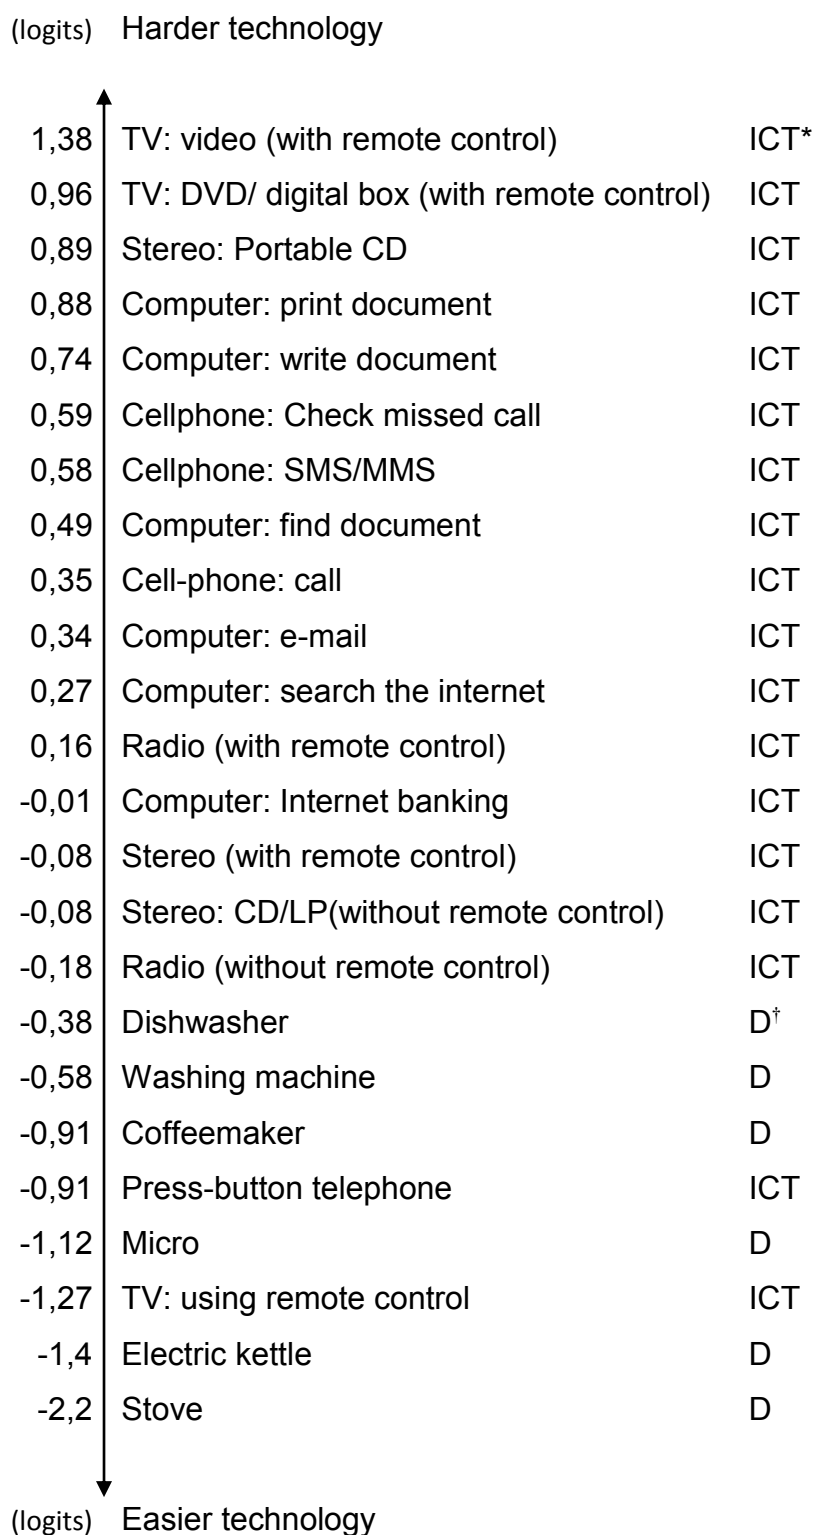 (logits) Harder technology
1,38 TV: video (with remote control) ICT*
0,96 TV: DVD/ digital box (with remote control) ICT
0,89 Stereo: Portable CD ICT
0,88 Computer: print document ICT
0,74 Computer: write document ICT
0,59 Cellphone: Check missed call ICT
0,58 Cellphone: SMS/MMS ICT
0,49 Computer: find document ICT
0,35 Cell-phone: call ICT
0,34 Computer: e-mail ICT
0,27 Computer: search the internet ICT
0,16 Radio (with remote control) ICT
-0,01 Computer: Internet banking ICT
-0,08 Stereo (with remote control) ICT
-0,08 Stereo: CD/LP(without remote control) ICT
-0,18 Radio (without remote control) ICT
-0,38 Dishwasher D†
-0,58 Washing machine D
-0,91 Coffeemaker D
-0,91 Press-button telephone ICT
-1,12 Micro D
-1,27 TV: using remote control ICT
-1,4 Electric kettle D
-2,2 Stove D
(logits) Easier technology